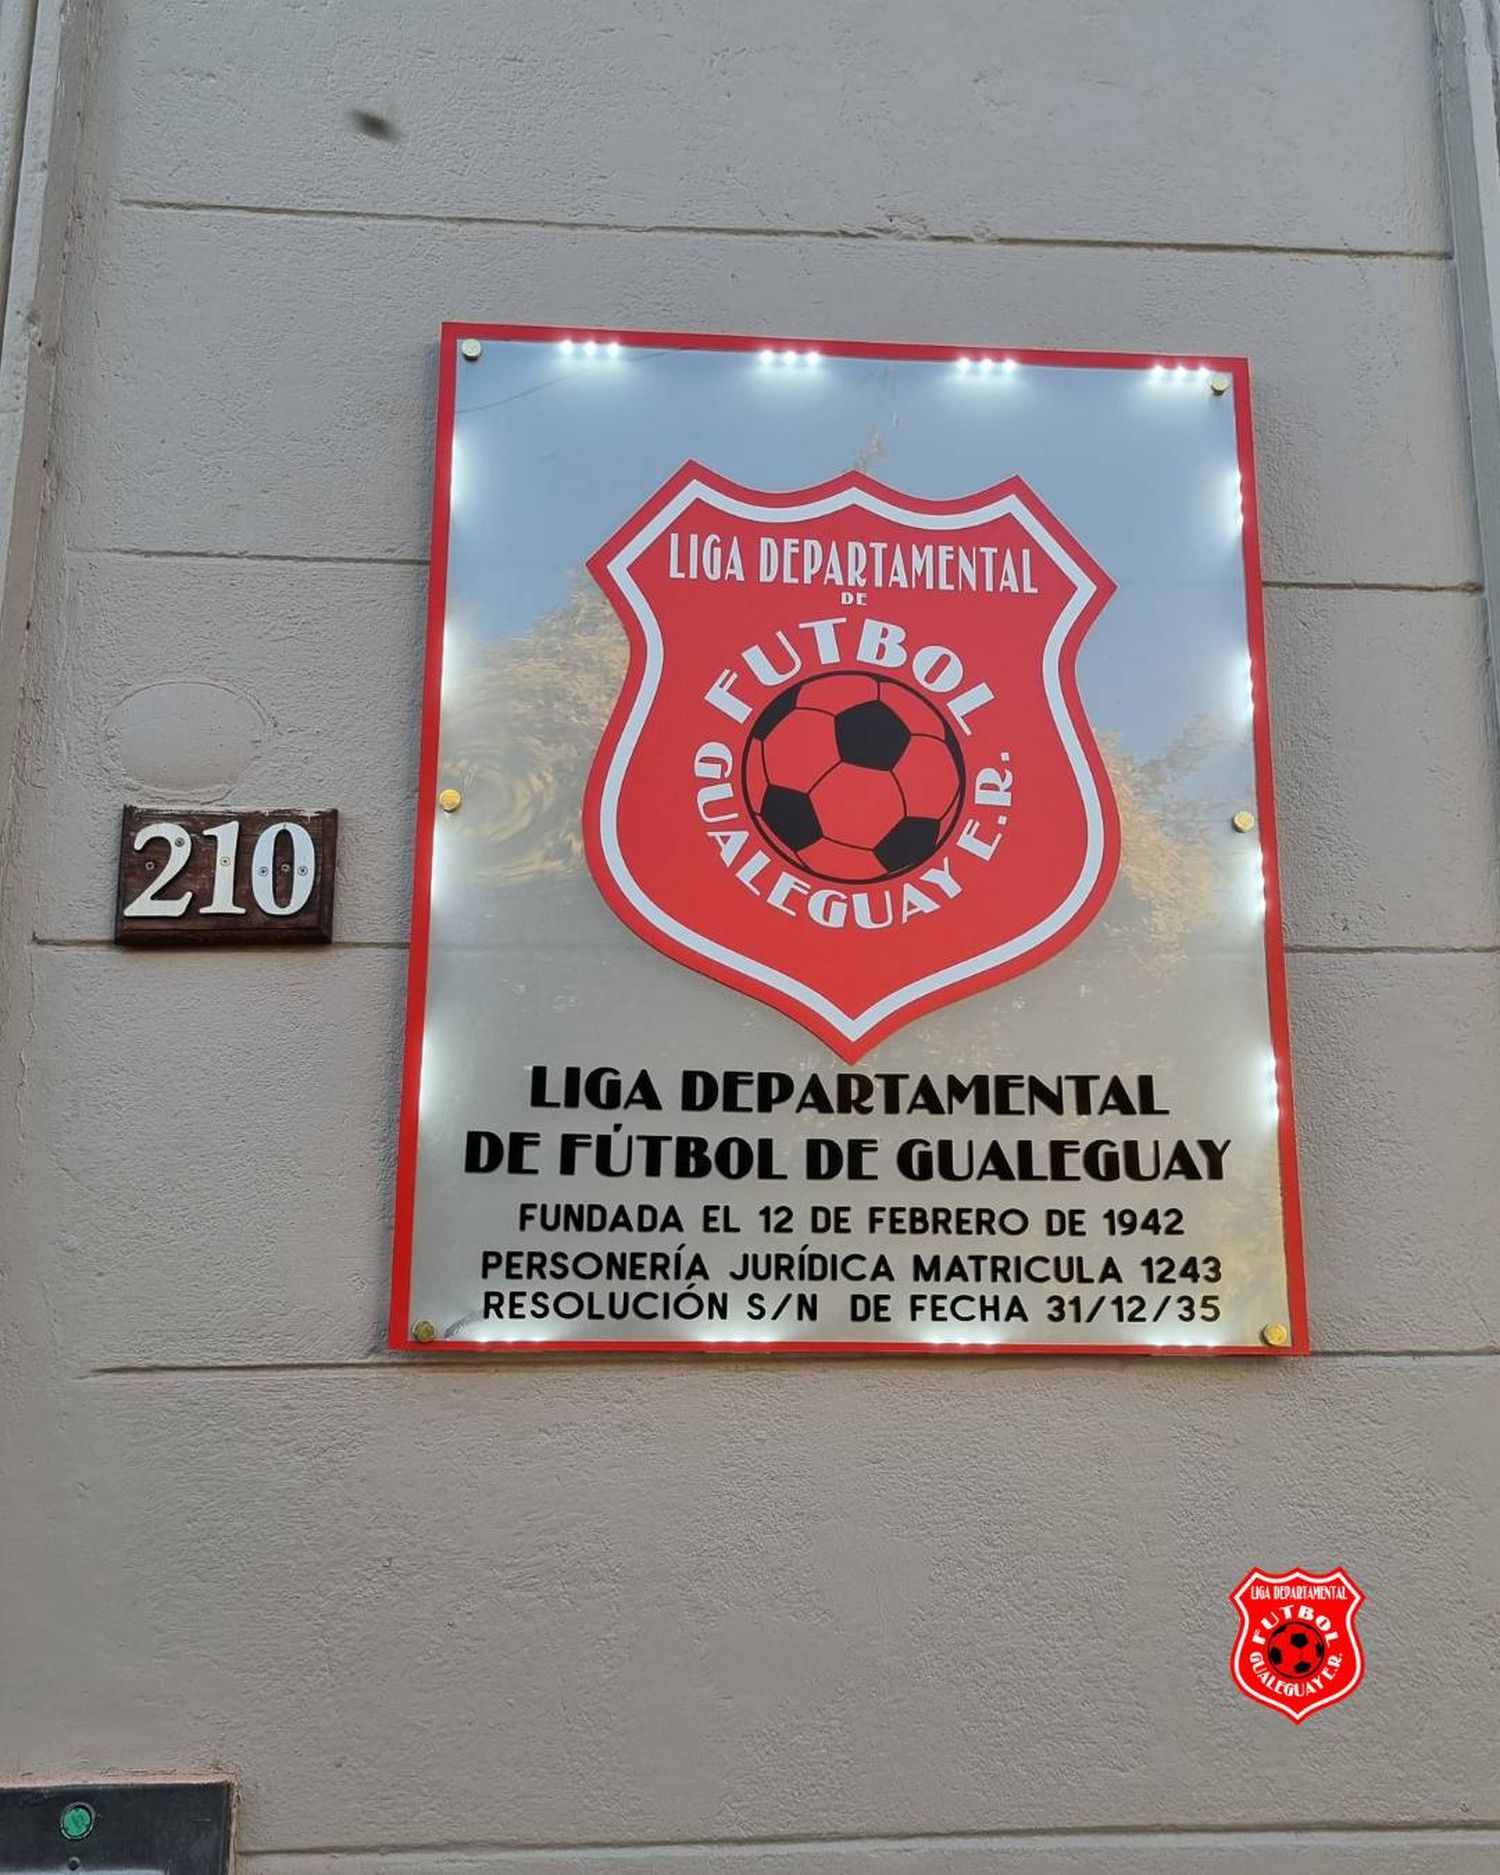 LIGA DEPARTAMENTAL
DE
FUTBOL
GUALEGUAY E.R.
210
LIGA DEPARTAMENTAL
DE FÚTBOL DE GUALEGUAY
FUNDADA EL 12 DE FEBRERO DE 1942
PERSONERÍA JURÍDICA MATRICULA 1243
RESOLUCIÓN S/N DE FECHA 31/12/35
LIGA DEPARTAMENTAL
FUTBOL
GUALEGUAY E.R.